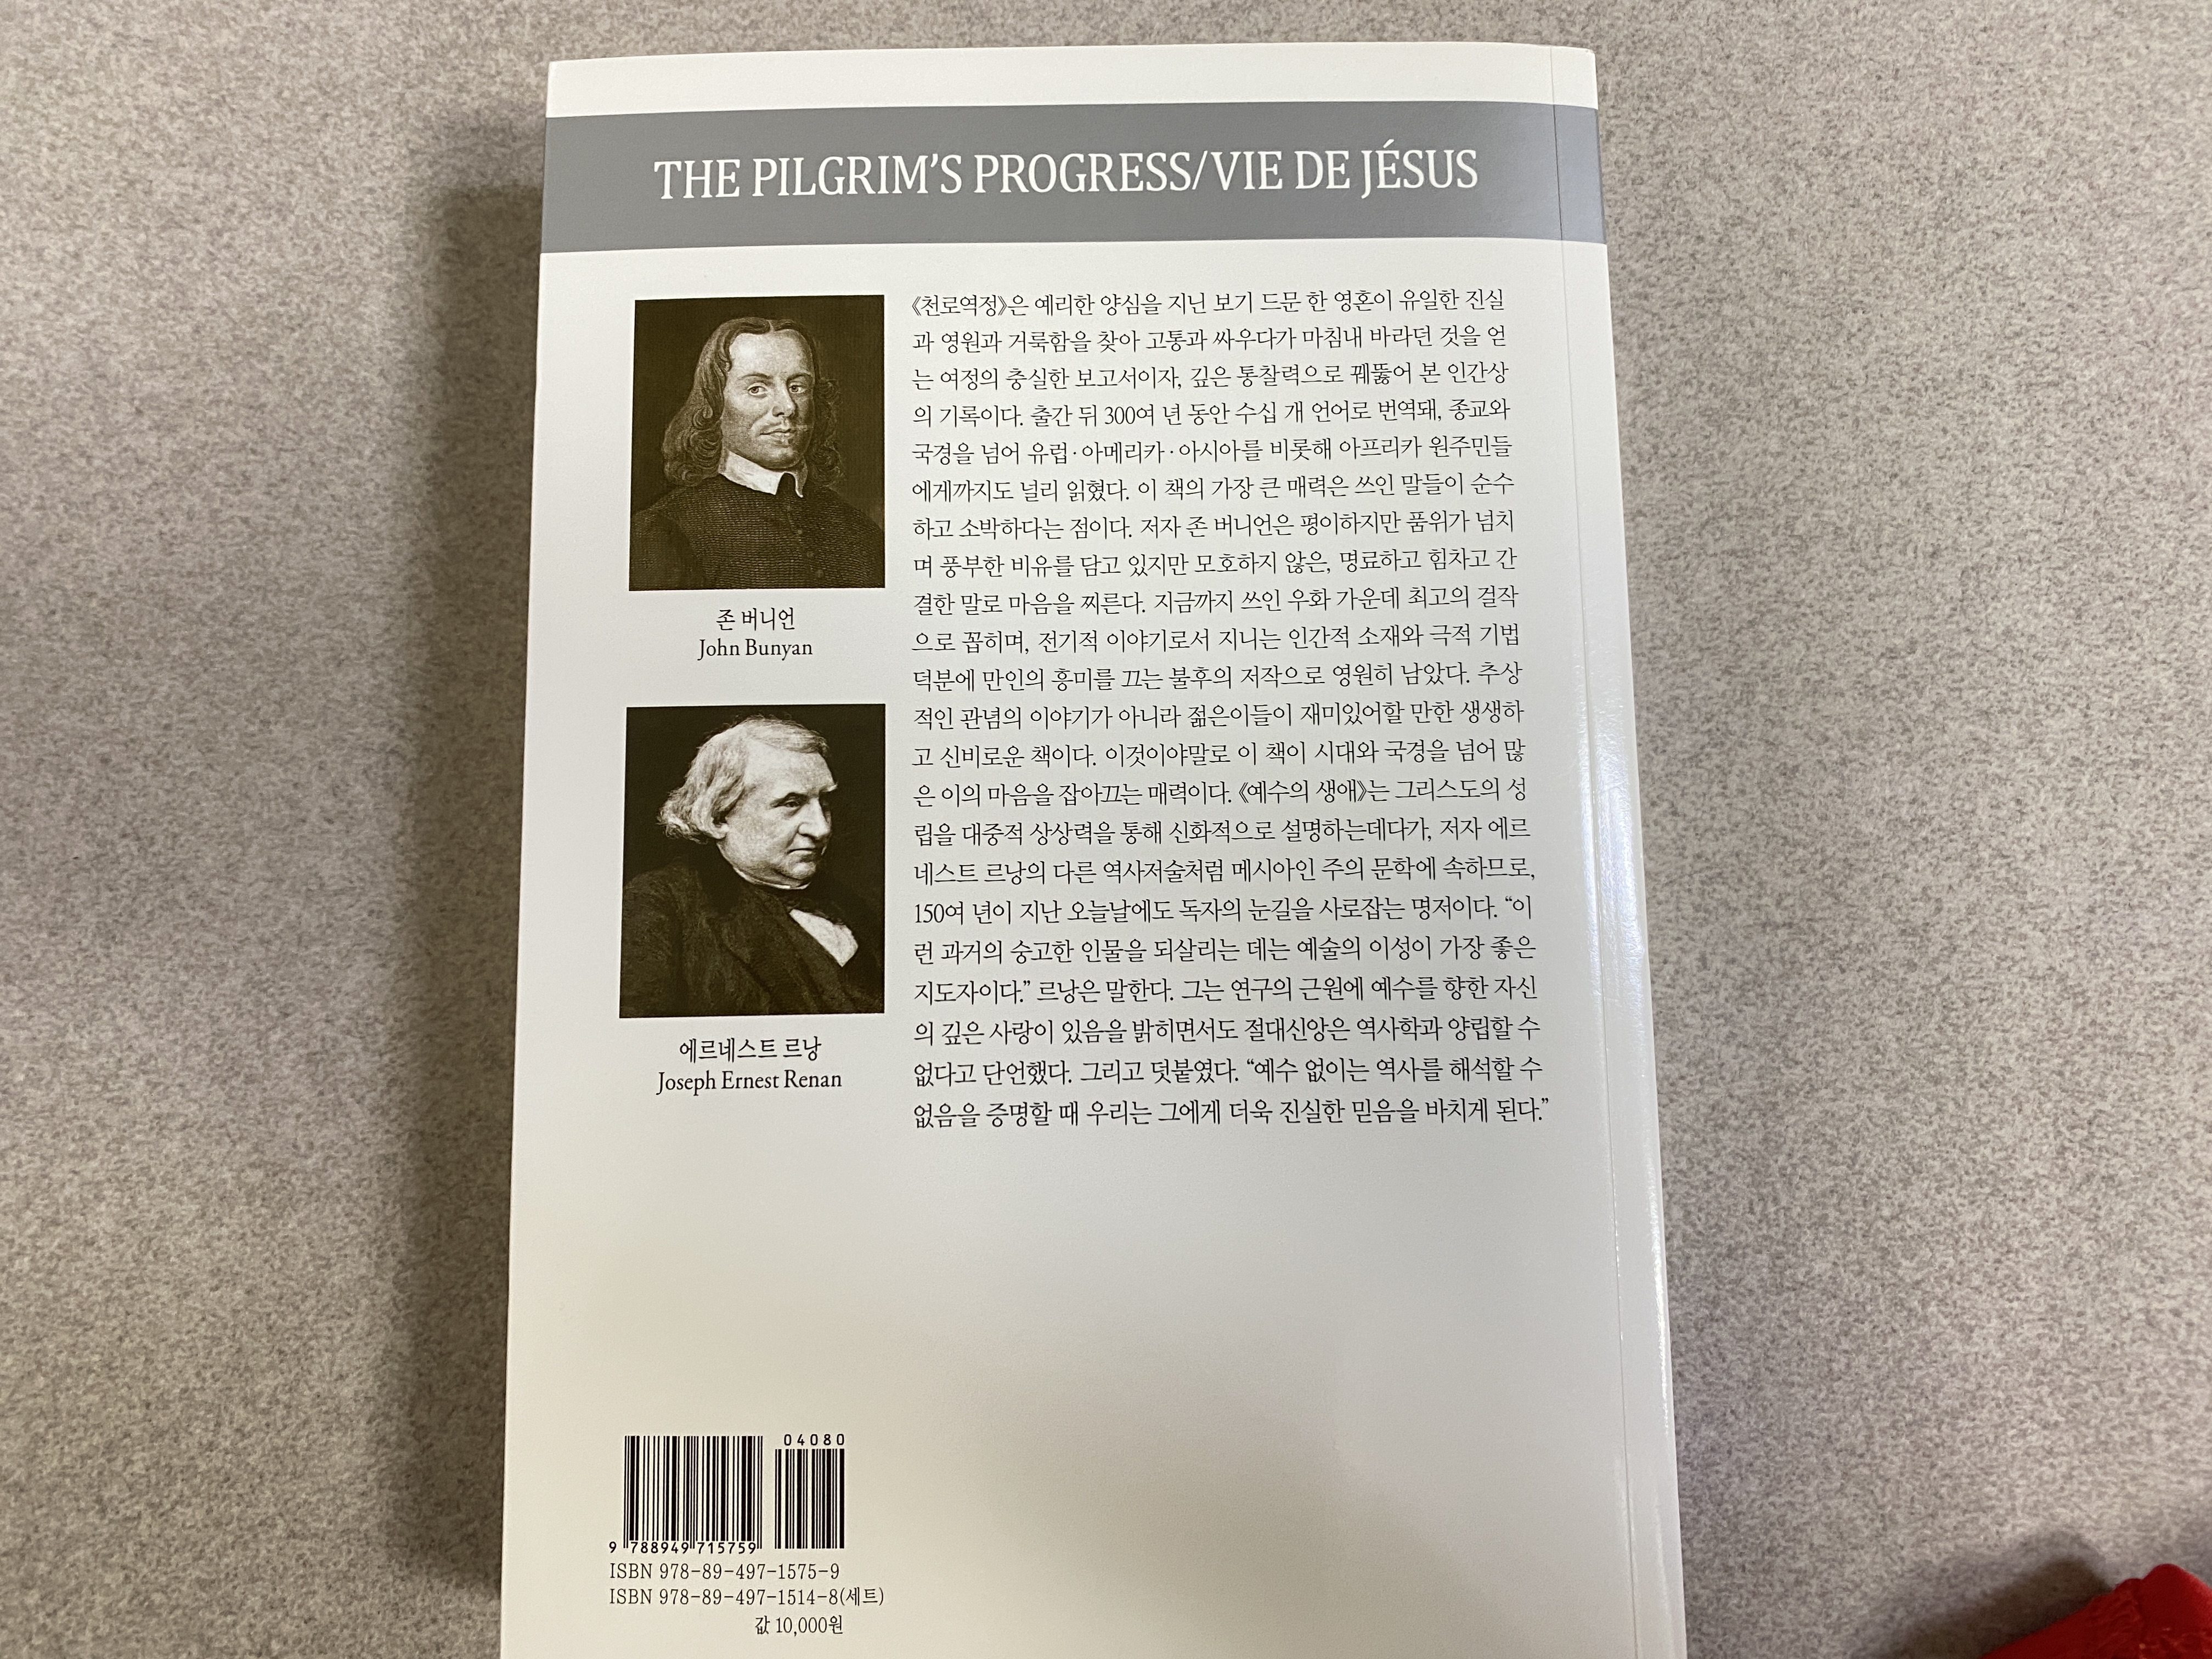 THE PILGRIM'S PROGRESS/VIE DE JÉSUS
존 버니언
John Bunyan
에르네스트 르낭
Joseph Ernest Renan
《천로역정》은 예리한 양심을 지닌 보기 드문 한 영혼이 유일한 진실
과 영원과 거룩함을 찾아 고통과 싸우다가 마침내 바라던 것을 얻
는 여정의 충실한 보고서이자, 깊은 통찰력으로 꿰뚫어 본 인간상
의 기록이다. 출간 뒤 300여 년 동안 수십 개 언어로 번역돼, 종교와
국경을 넘어 유럽·아메리카·아시아를 비롯해 아프리카 원주민들
에게까지도 널리 읽혔다. 이 책의 가장 큰 매력은 쓰인 말들이 순수
하고 소박하다는 점이다. 저자 존 버니언은 평이하지만 품위가 넘치
며 풍부한 비유를 담고 있지만 모호하지 않은, 명료하고 힘차고 간
결한 말로 마음을 찌른다. 지금까지 쓰인 우화 가운데 최고의 걸작
으로 꼽히며, 전기적 이야기로서 지니는 인간적 소재와 극적 기법
덕분에 만인의 흥미를 끄는 불후의 저작으로 영원히 남았다. 추상
적인 관념의 이야기가 아니라 젊은이들이 재미있어할 만한 생생하
고 신비로운 책이다. 이것이야말로 이 책이 시대와 국경을 넘어 많
은 이의 마음을 잡아끄는 매력이다. 《예수의 생애》는 그리스도의 성
립을 대중적 상상력을 통해 신화적으로 설명하는데다가, 저자 에르
네스트 르낭의 다른 역사저술처럼 메시아인 주의 문학에 속하므로,
150여 년이 지난 오늘날에도 독자의 눈길을 사로잡는 명저이다. “이
런 과거의 숭고한 인물을 되살리는 데는 예술의 이성이 가장 좋은
지도자이다.” 르낭은 말한다. 그는 연구의 근원에 예수를 향한 자신
의 깊은 사랑이 있음을 밝히면서도 절대신앙은 역사학과 양립할 수
없다고 단언했다. 그리고 덧붙였다. “예수 없이는 역사를 해석할 수
없음을 증명할 때 우리는 그에게 더욱 진실한 믿음을 바치게 된다.”
04080
9 788949 715759
ISBN 978-89-497-1575-9
ISBN 978-89-497-1514-8(세트)
값 10,000원